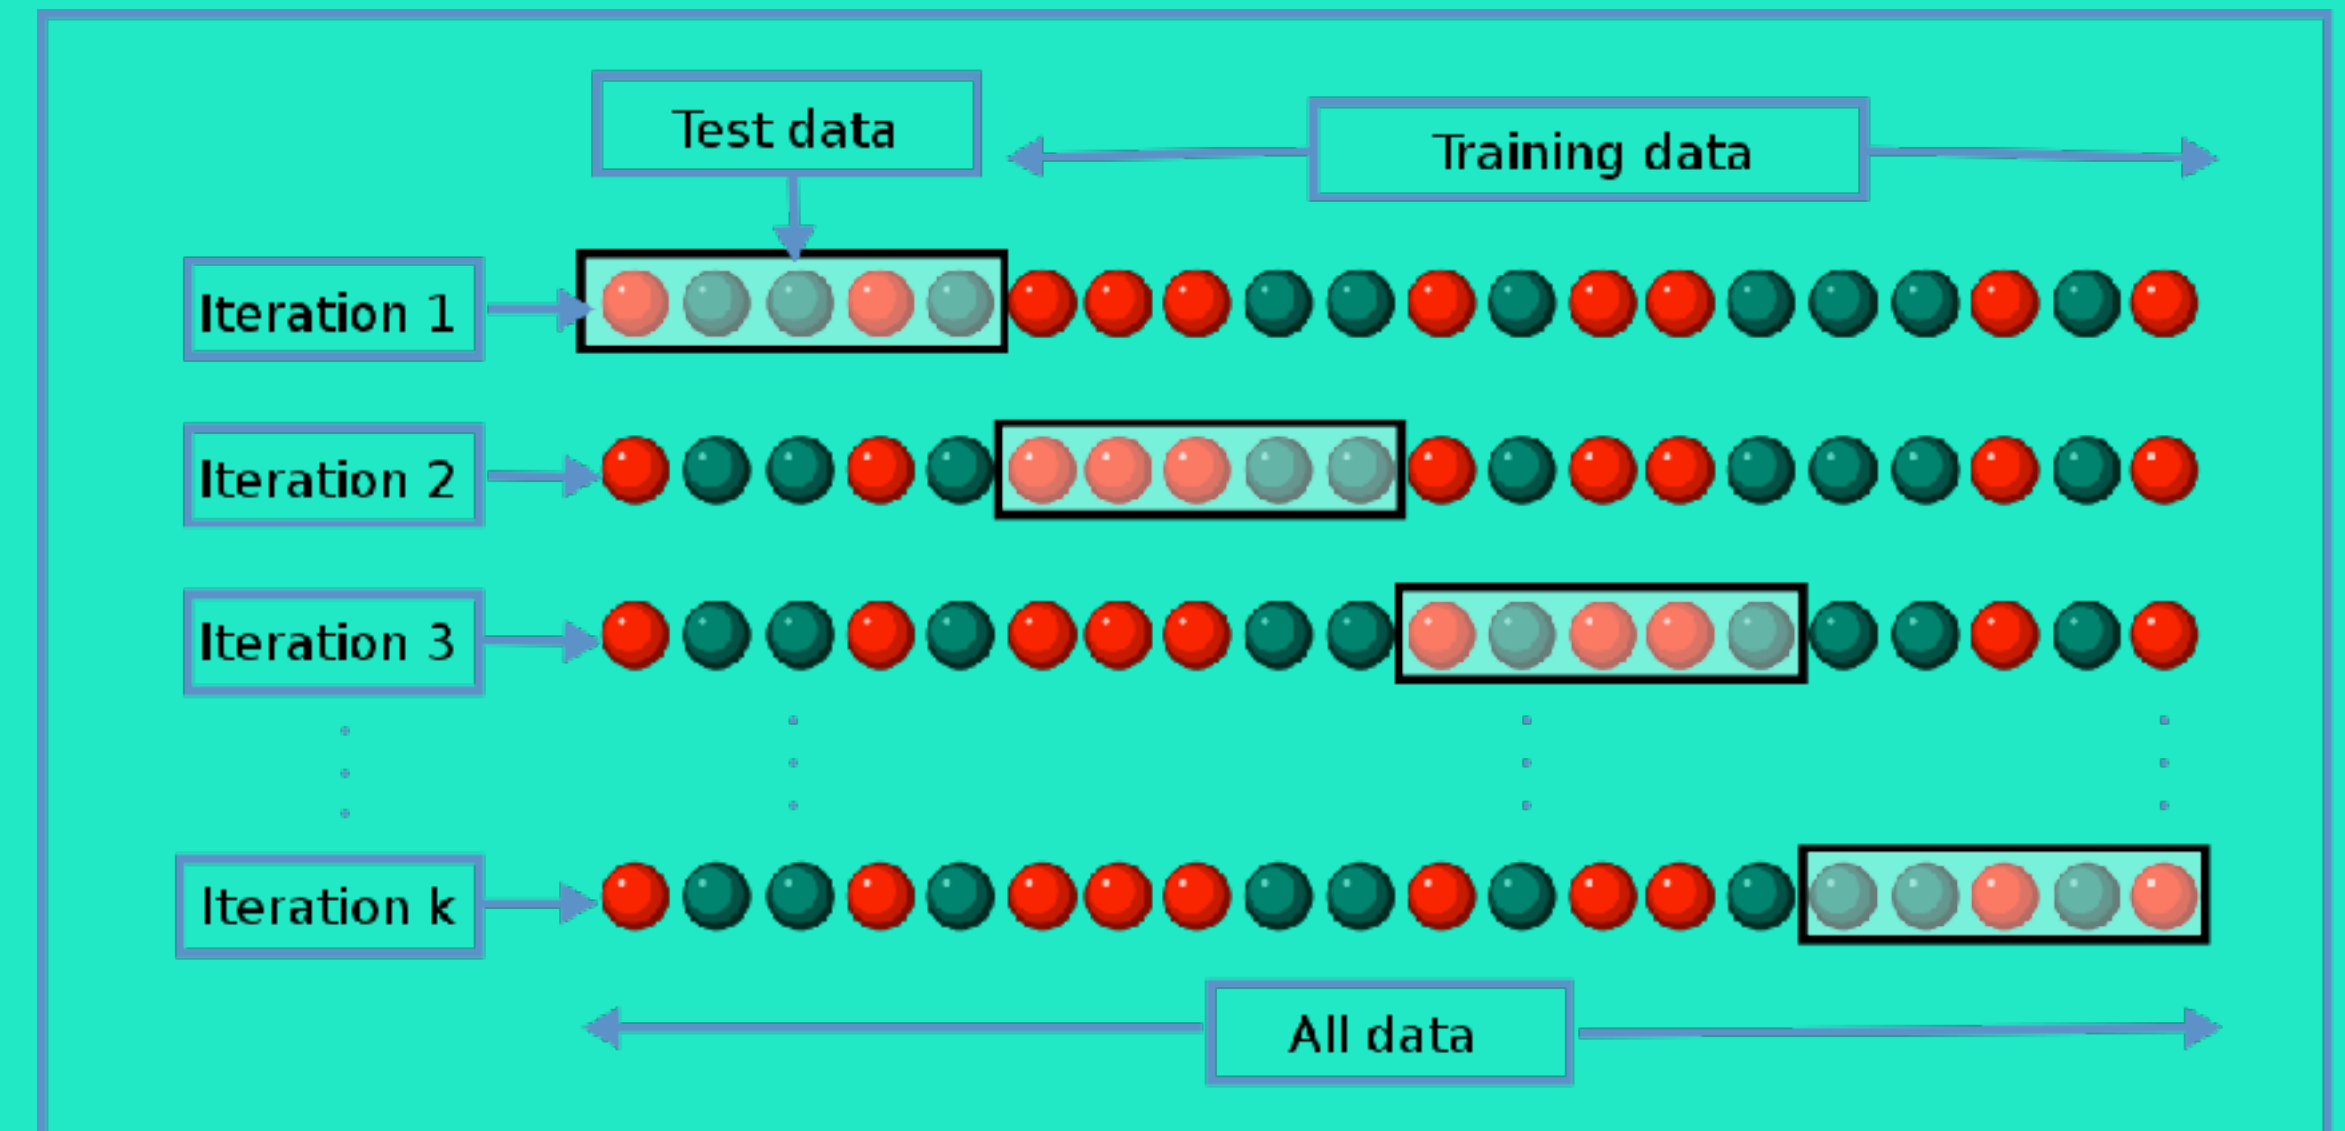 Test data
Training data
Iteration 1
Iteration 2
Iteration 3
Iteration k
All data